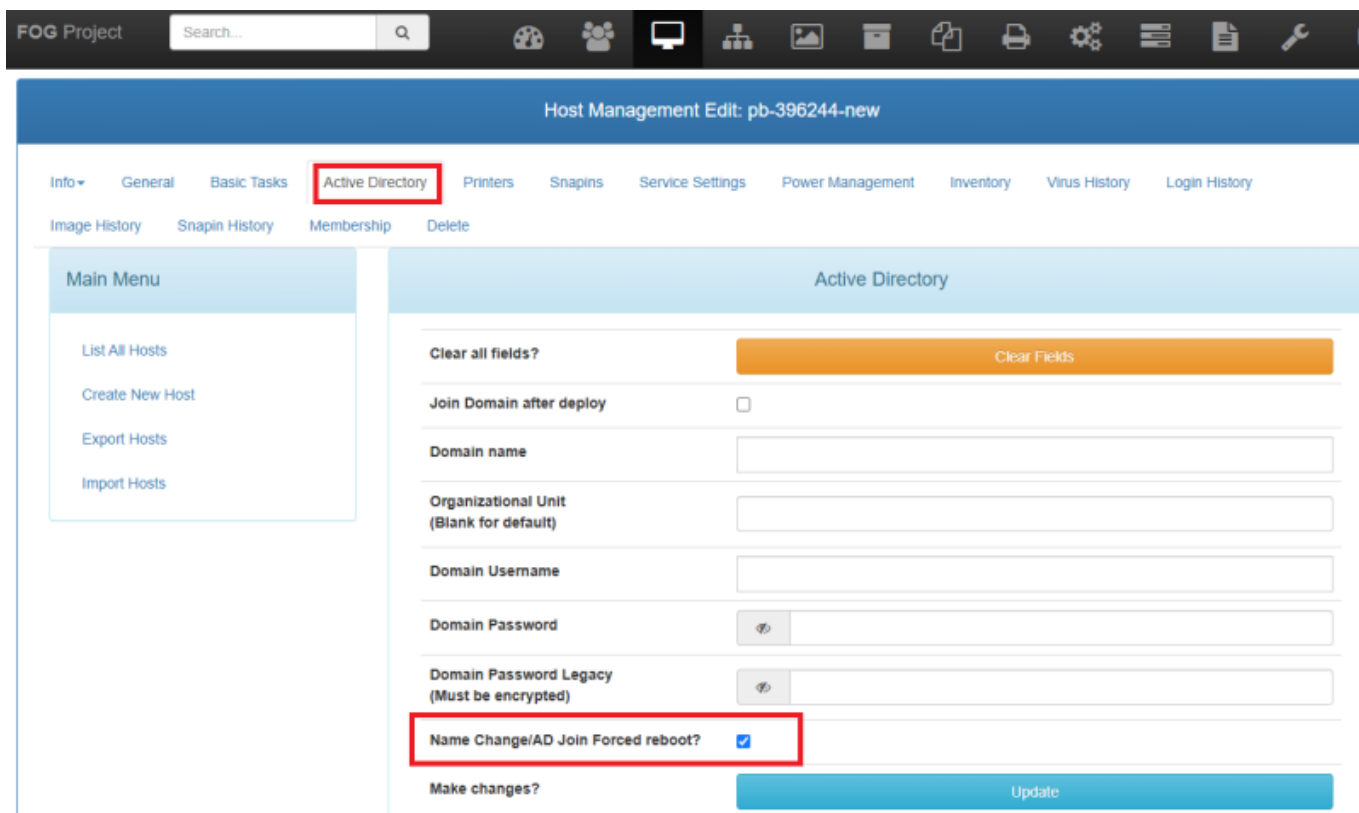 FOG Project
Search...
Host Management Edit: pb-396244-new
Info General Basic Tasks Active Directory Printers Snapins Service Settings Power Management Inventory Virus History Login History
Image History Snapin History Membership Delete
Main Menu
List All Hosts
Create New Host
Export Hosts
Import Hosts
Active Directory
Clear all fields?
Clear Fields
Join Domain after deploy
Domain name
Organizational Unit
(Blank for default)
Domain Username
Domain Password
Domain Password Legacy
(Must be encrypted)
Name Change/AD Join Forced reboot?
Make changes?
Update